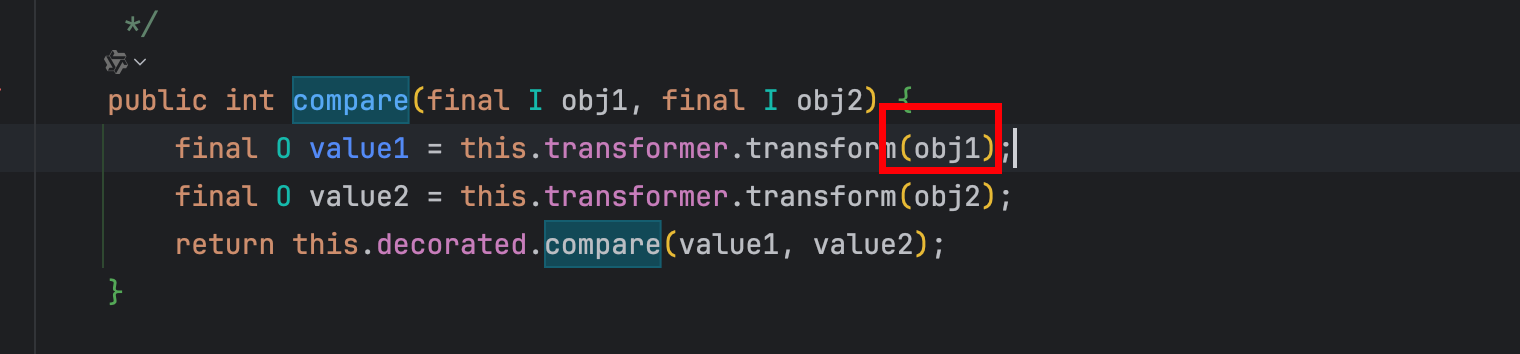 */
public int compare(final I obj1, final I obj2) {
final O value1 = this.transformer.transform(obj1);
final O value2 = this.transformer.transform(obj2);
return this.decorated.compare(value1, value2);
}